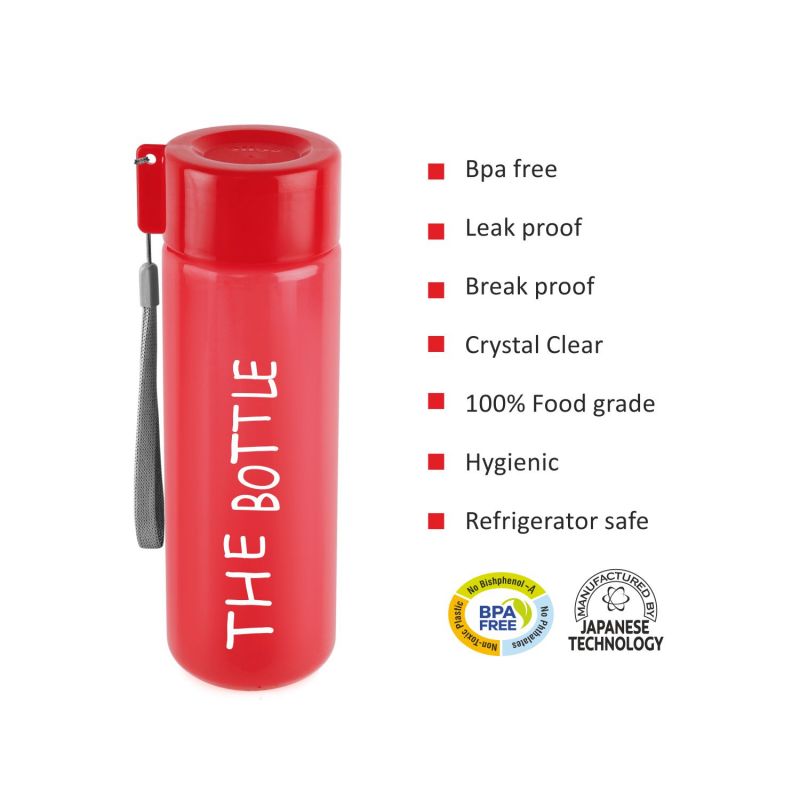 THE BOTTLE
Bpa free
Leak proof
Break proof
Crystal Clear
100% Food grade
Hygienic
Refrigerator safe
No Bishphenol-A
Non-Toxic Plastic
BPA
FREE
No Phthalates
MANUFACTURED BY
JAPANESE
TECHNOLOGY